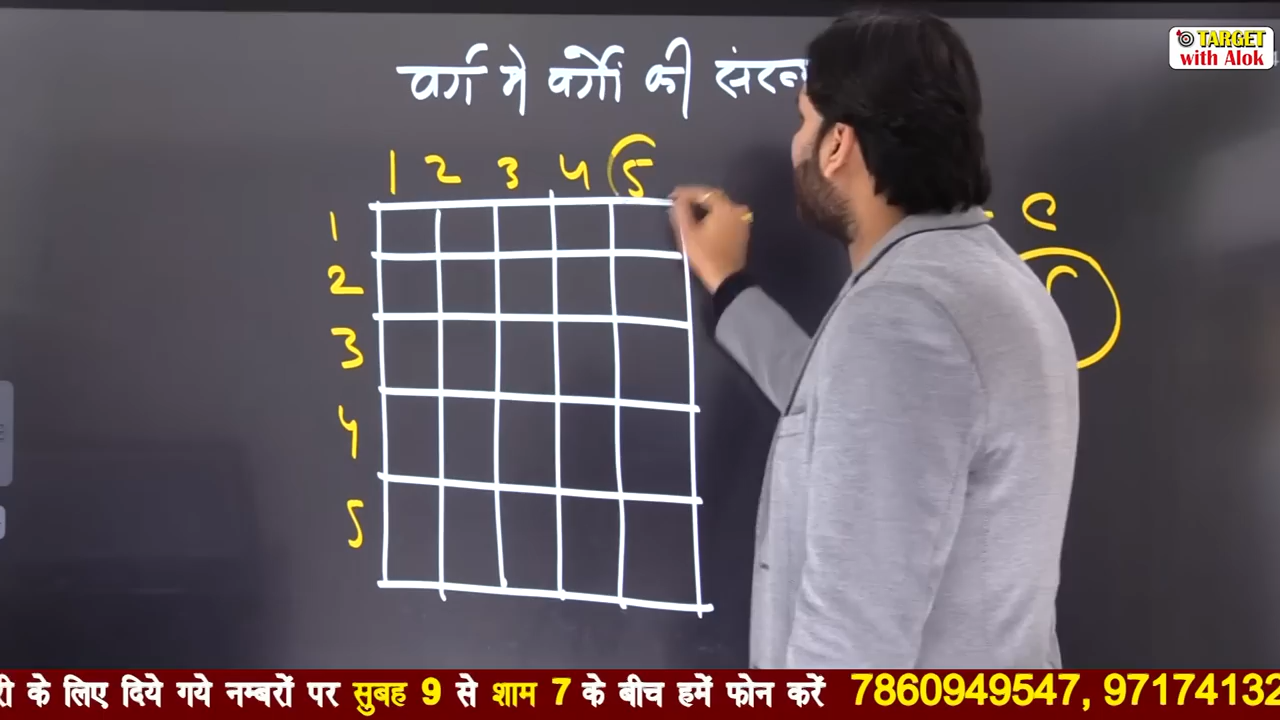 TARGET
with Alok
वर्ग मे वर्गों की
1 2 3 4 5
1
2
3
4
5
री के लिए दिये गये नम्बरों पर सुबह 9 से शाम 7 के बीच हमें फोन करें 7860949547, 97174132